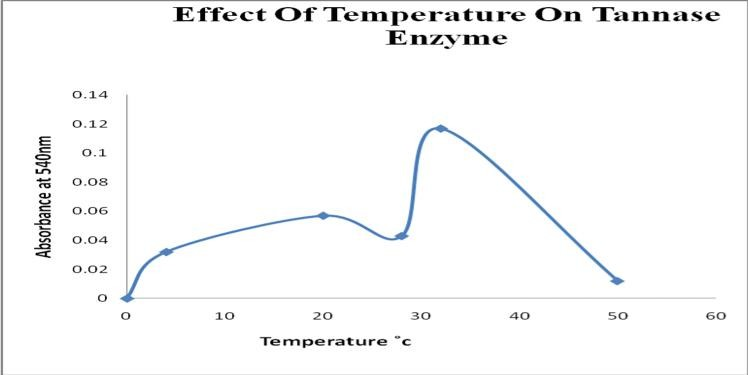 Effect Of Temperature On Tannase
Enzyme
0.14
0.12
0.1
0.08
0.06
0.04
0.02
0
Absorbance at 540nm
0 10 20 30 40 50 60
Temperature ˚c